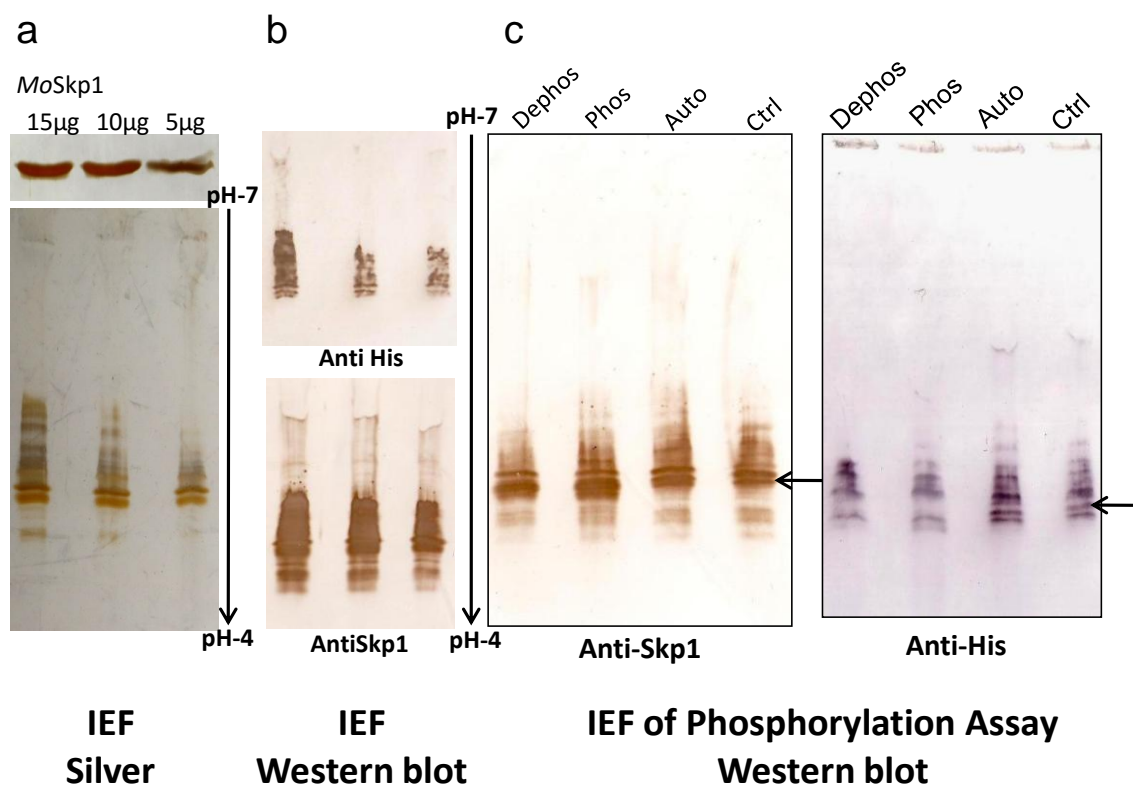 a
b
c
MoSkp1
15µg 10µg 5µg
pH-7
pH-4
IEF
Silver
Anti His
AntiSkp1
IEF
Western blot
pH-7
pH-4
Dephos Phos Auto Ctrl
Anti-Skp1
Dephos Phos Auto Ctrl
Anti-His
IEF of Phosphorylation Assay
Western blot